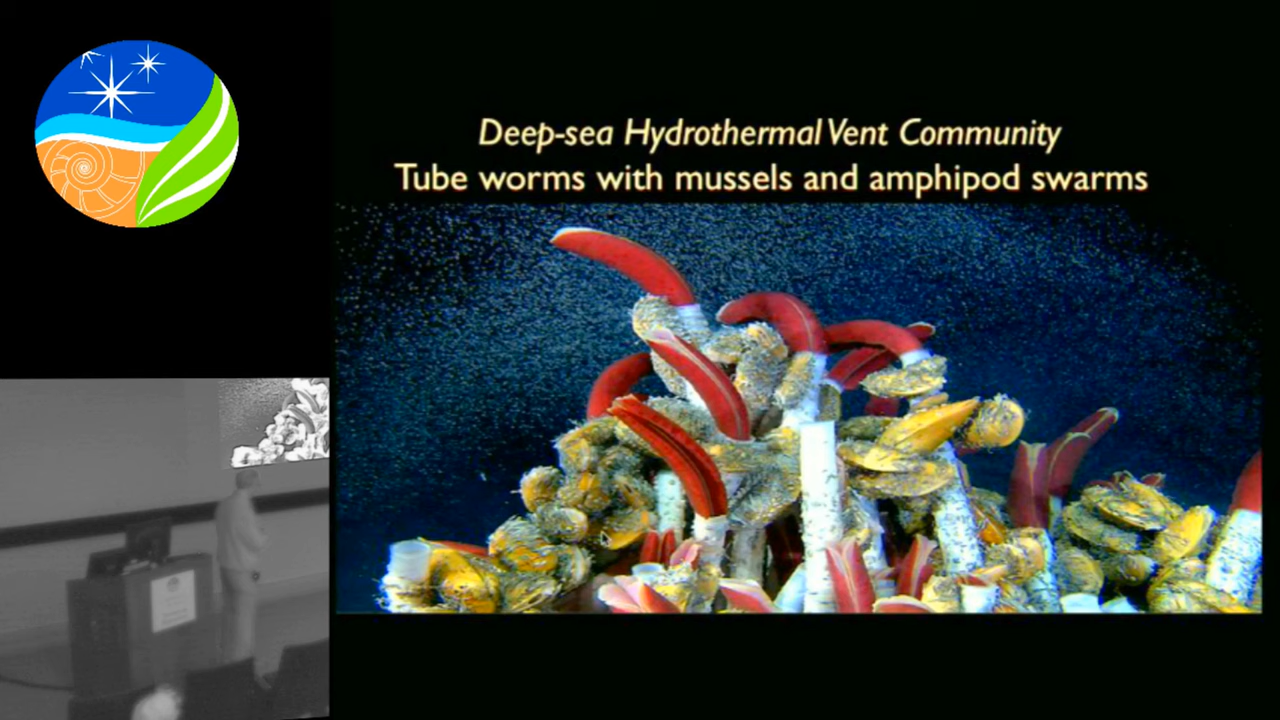 Deep-sea Hydrothermal Vent Community
Tube worms with mussels and amphipod swarms